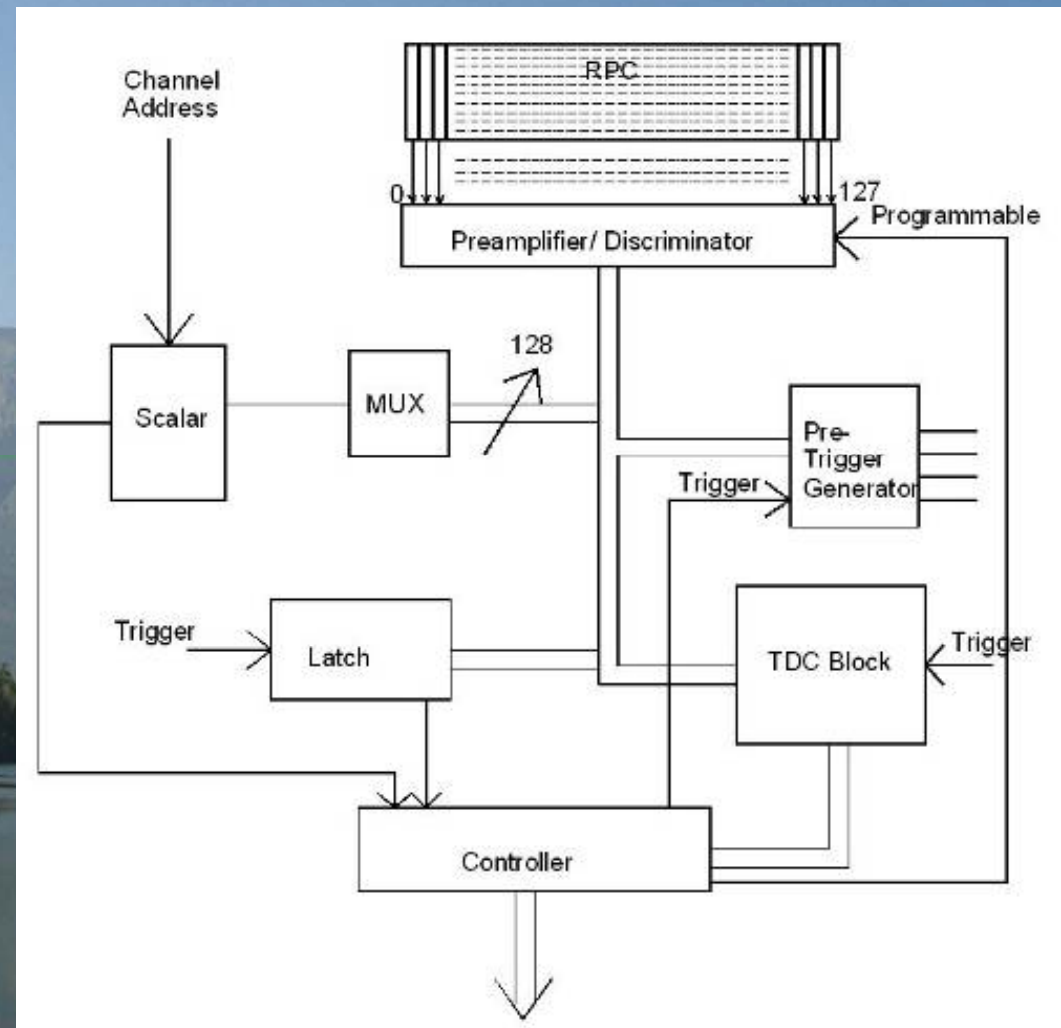 Channel
Address
RPC
0
127
Programmable
Preamplifier/ Discriminator
128
Scalar
MUX
Pre-
Trigger
Generator
Trigger
Trigger
Latch
TDC Block
Trigger
Controller